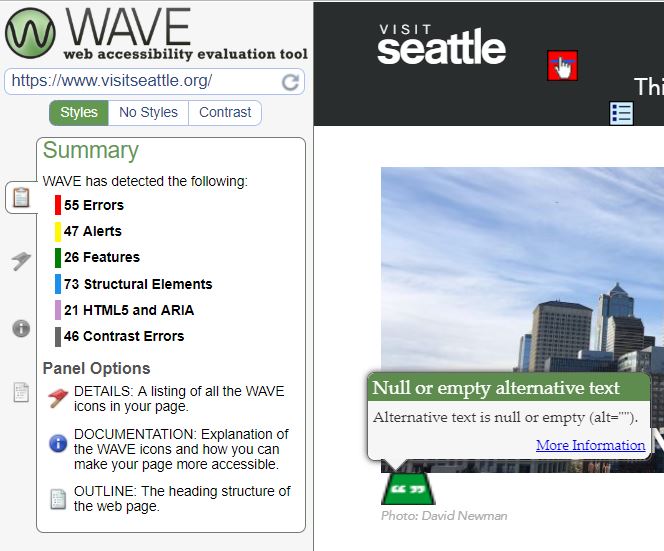 WAVE
web accessibility evaluation tool
https://www.visitseattle.org/
Styles No Styles Contrast
Summary
WAVE has detected the following:
55 Errors
47 Alerts
26 Features
73 Structural Elements
21 HTML5 and ARIA
46 Contrast Errors
Panel Options
DETAILS: A listing of all the WAVE
icons in your page.
DOCUMENTATION: Explanation of
the WAVE icons and how you can
make your page more accessible.
OUTLINE: The heading structure of
the web page.
VISIT
seattle
Thi
Null or empty alternative text
Alternative text is null or empty (alt="").
More Information
N
Photo: David Newman